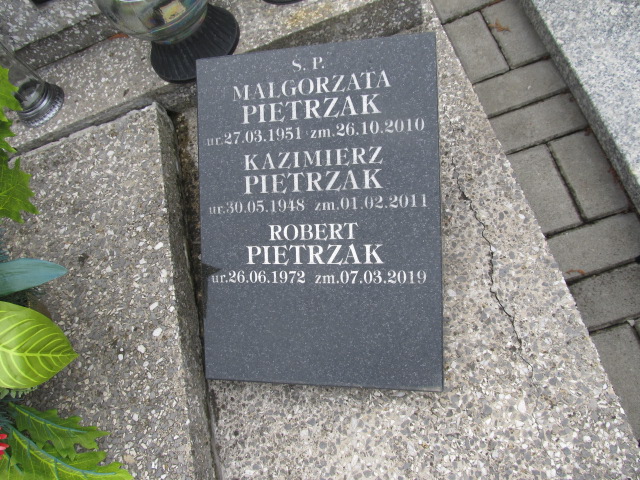 S. P.
MALGORZATA
PIETRZAK
ur.27.03.1951 zm.26.10.2010
KAZIMIERZ
PIETRZAK
ur.30.05.1948 zm.01.02.2011
ROBERT
PIETRZAK
ur.26.06.1972 zm.07.03.2019